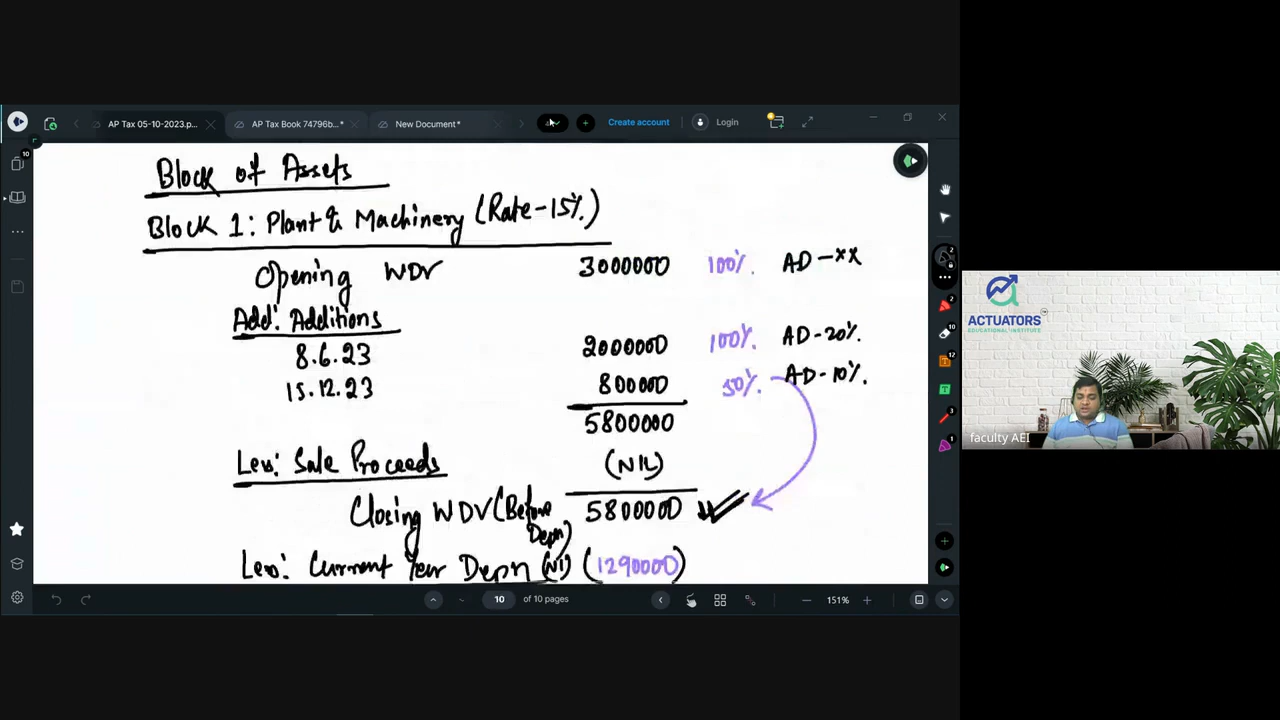 AP Tax 05-10-2023.p... AP Tax Book 74796b...* New Document* Create account Login
Block of Assets
Block 1: Plant & Machinery (Rate-15%)
Opening WDV 3000000 100% AD-xx
Add: Additions
8.6.23 2000000 100% AD-20%
15.12.23 800000 50% AD-10%
5800000
Less: Sale Proceeds (NIL)
Closing WDV (Before Depn) 5800000
Less: Current Year Depn (N1) (1290000)
10 of 10 pages 151%
ACTUATORS
EDUCATIONAL INSTITUTE
faculty AEI